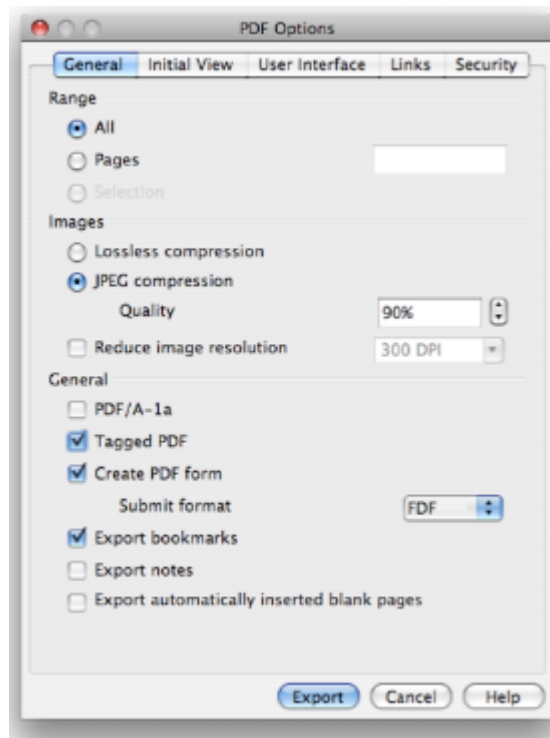 PDF Options
General Initial View User Interface Links Security
Range
All
Pages
Selection
Images
Lossless compression
JPEG compression
Quality 90%
Reduce image resolution 300 DPI
General
PDF/A-1a
Tagged PDF
Create PDF form
Submit format FDF
Export bookmarks
Export notes
Export automatically inserted blank pages
Export Cancel Help